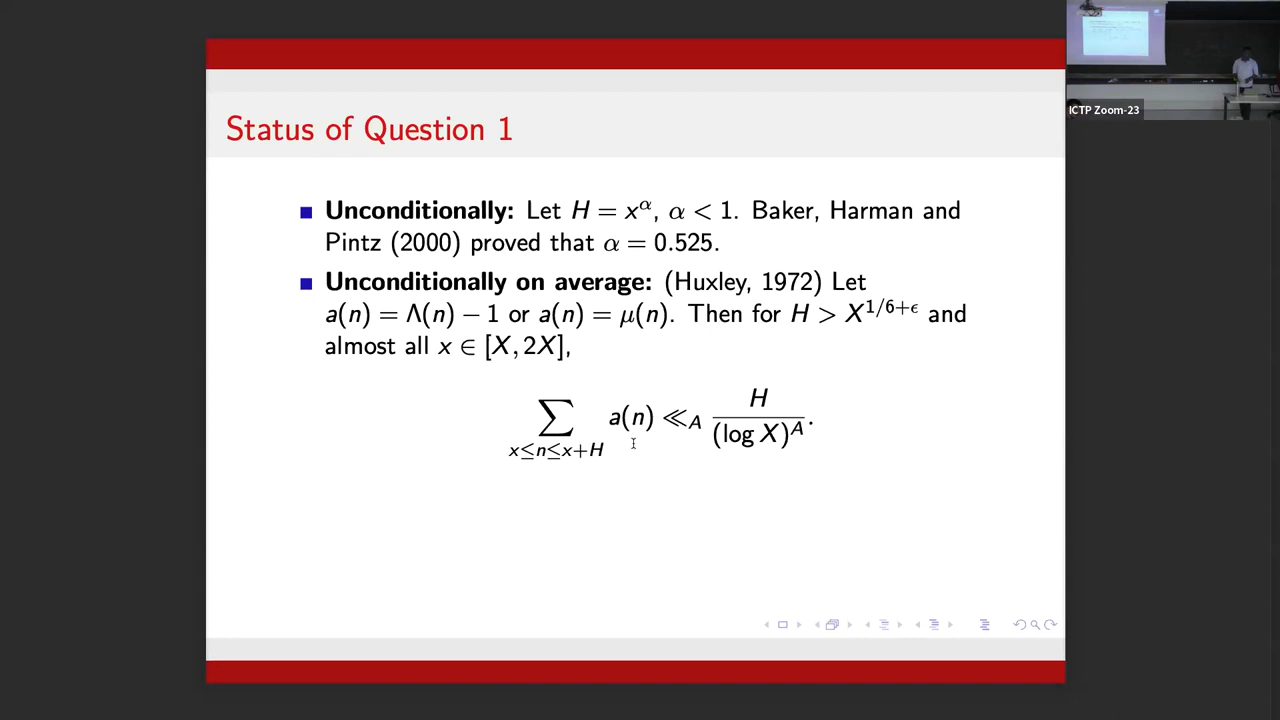 ICTP Zoom-23
Status of Question 1
Unconditionally: Let H = x^α, α < 1. Baker, Harman and
Pintz (2000) proved that α = 0.525.
Unconditionally on average: (Huxley, 1972) Let
a(n) = Λ(n) − 1 or a(n) = μ(n). Then for H > X^{1/6+ϵ} and
almost all x ∈ [X, 2X],
∑_{x≤n≤x+H} a(n) ≪_A H/(log X)^A.